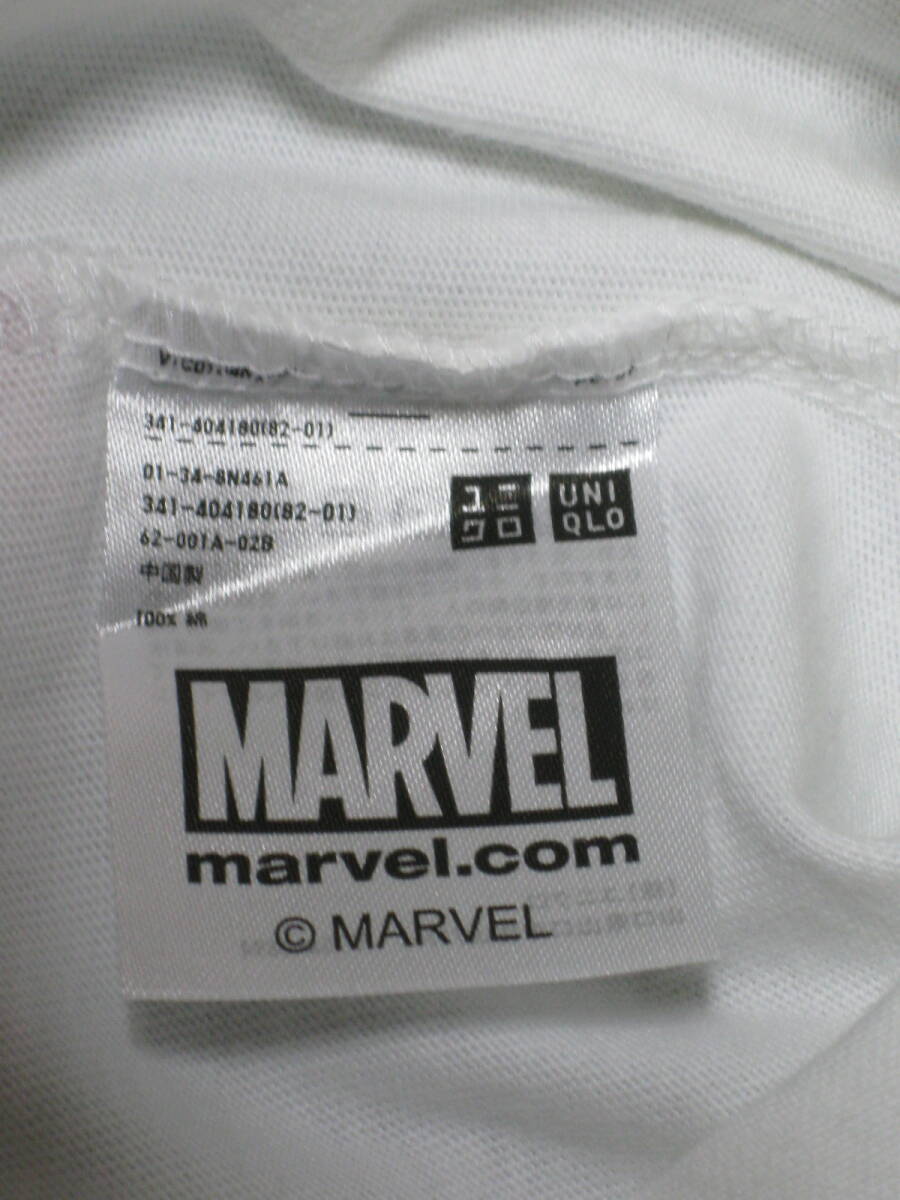 341-404180(82-01)
01-34-8N461A
341-404180(82-01)
62-001A-02B
中国製
100% 綿
ユニ
クロ
UNI
QLO
MARVEL
marvel.com
© MARVEL